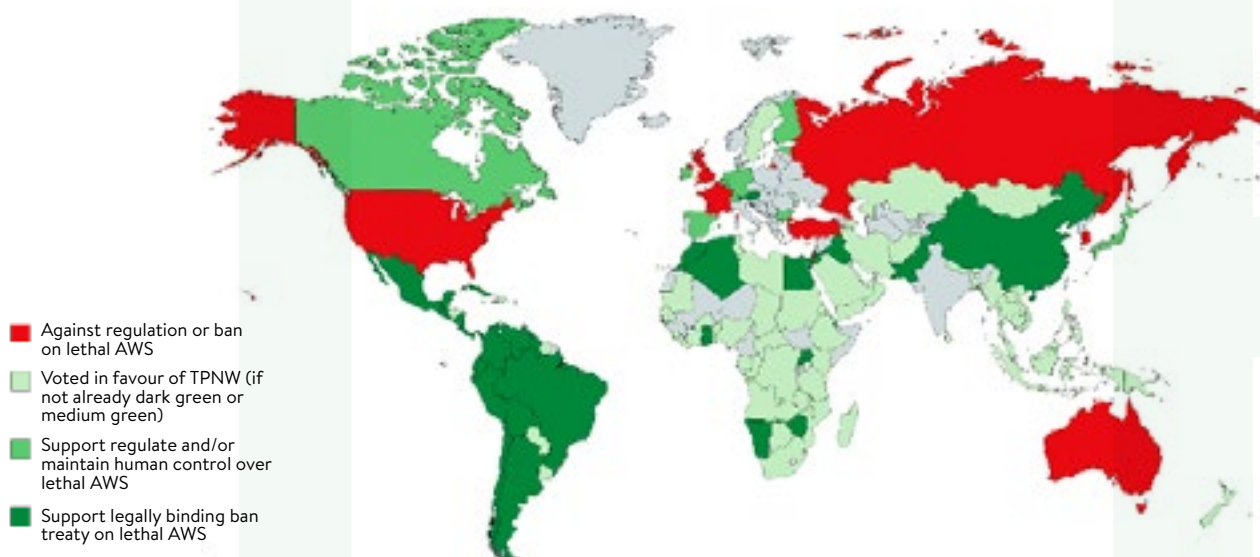 Against regulation or ban
on lethal AWS
Voted in favour of TPNW (if
not already dark green or
medium green)
Support regulate and/or
maintain human control over
lethal AWS
Support legally binding ban
treaty on lethal AWS